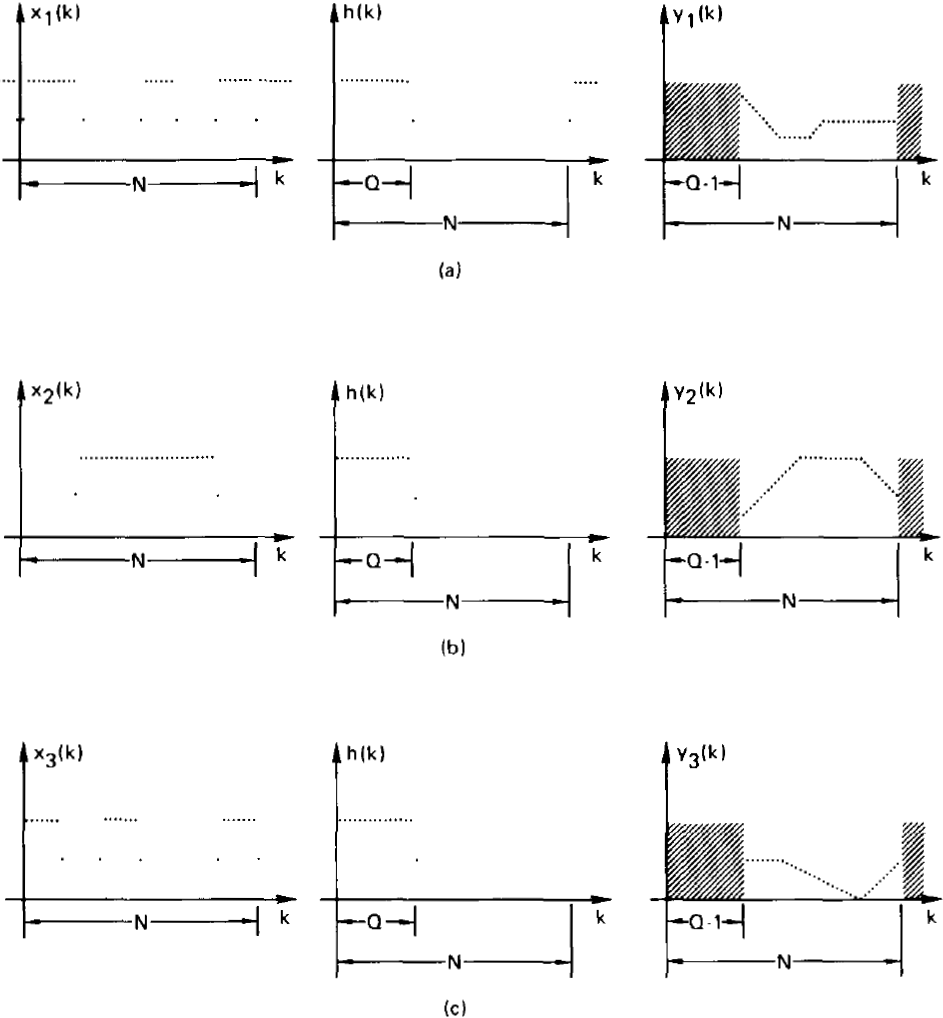 x1(k) h(k) y1(k)
k k k
N Q Q-1
N N
(a)
x2(k) h(k) y2(k)
k k k
N Q Q-1
N N
(b)
x3(k) h(k) y3(k)
k k k
N Q Q-1
N N
(c)